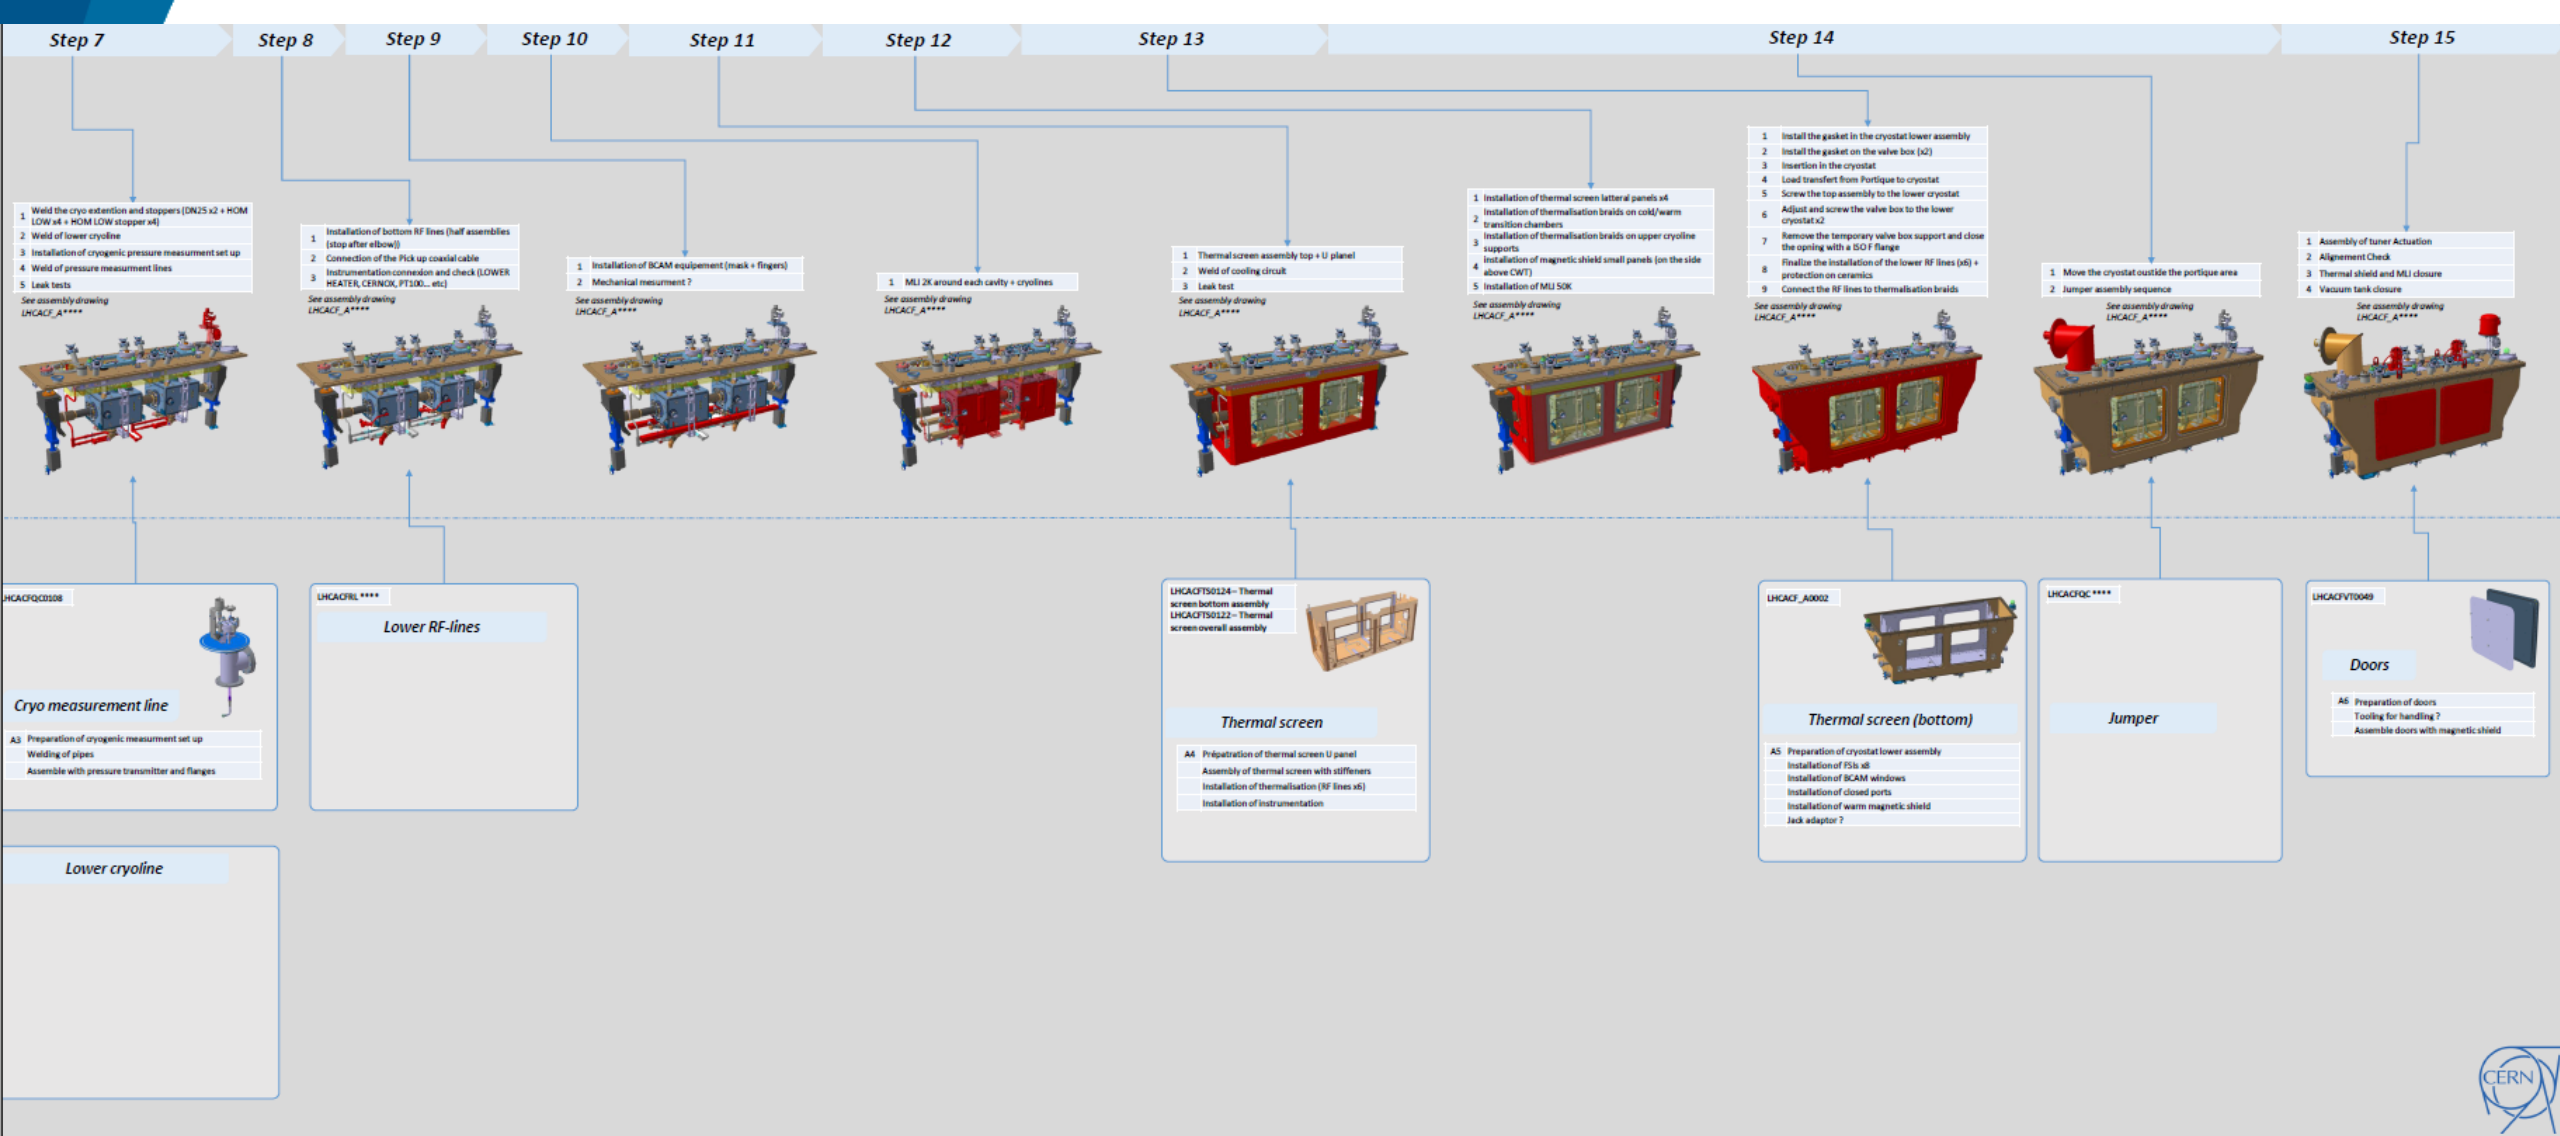 Step 7
Step 8
Step 9
Step 10
Step 11
Step 12
Step 13
Step 14
Step 15
1 Weld the cryo extention and stoppers (DN25 x2 + HOM
LOW x4 + HOM LOW stopper x4)
2 Weld of lower cryoline
3 Installation of cryogenic pressure measurment set up
4 Weld of pressure measurment lines
5 Leak tests
See assembly drawing
LHCACF_A****
1 Installation of bottom RF lines (half assemblies
(stop after elbow))
2 Connection of the Pick up coaxial cable
3 Instrumentation connexion and check (LOWER
HEATER, CERNOX, PT100... etc)
See assembly drawing
LHCACF_A****
1 Installation of BCAM equipement (mask + fingers)
2 Mechanical mesurment ?
See assembly drawing
LHCACF_A****
1 MLI 2K around each cavity + cryolines
See assembly drawing
LHCACF_A****
1 Thermal screen assembly top + U planel
2 Weld of cooling circuit
3 Leak test
See assembly drawing
LHCACF_A****
1 Installation of thermal screen latteral panels x4
2 Installation of thermalisation braids on cold/warm
transition chambers
3 Installation of thermalisation braids on upper cryoline
supports
4 Installation of magnetic shield small panels (on the side
above CWT)
5 Installation of MLI 50K
See assembly drawing
LHCACF_A****
1 Install the gasket in the cryostat lower assembly
2 Install the gasket on the valve box (x2)
3 Insertion in the cryostat
4 Load transfert from Portique to cryostat
5 Screw the top assembly to the lower cryostat
6 Adjust and screw the valve box to the lower
cryostat x2
7 Remove the temporary valve box support and close
the opning with a ISO F flange
8 Finalize the installation of the lower RF lines (x6) +
protection on ceramics
9 Connect the RF lines to thermalisation braids
See assembly drawing
LHCACF_A****
1 Move the cryostat oustide the portique area
2 Jumper assembly sequence
See assembly drawing
LHCACF_A****
1 Assembly of tuner Actuation
2 Alignement Check
3 Thermal shield and MLI closure
4 Vacuum tank closure
See assembly drawing
LHCACF_A****
LHCACFQC0108
Cryo measurement line
A3 Preparation of cryogenic measurment set up
Welding of pipes
Assemble with pressure transmitter and flanges
Lower cryoline
LHCACFRL ****
Lower RF-lines
LHCACFTS0124 – Thermal
screen bottom assembly
LHCACFTS0122 – Thermal
screen overall assembly
Thermal screen
A4 Prépatration of thermal screen U panel
Assembly of thermal screen with stiffeners
Installation of thermalisation (RF lines x6)
Installation of instrumentation
LHCACF_A0002
Thermal screen (bottom)
A5 Preparation of cryostat lower assembly
Installation of FSIs x8
Installation of BCAM windows
Installation of closed ports
Installation of warm magnetic shield
Jack adaptor ?
LHCACFQC ****
Jumper
LHCACFVT0049
Doors
A6 Preparation of doors
Tooling for handling ?
Assemble doors with magnetic shield
CERN